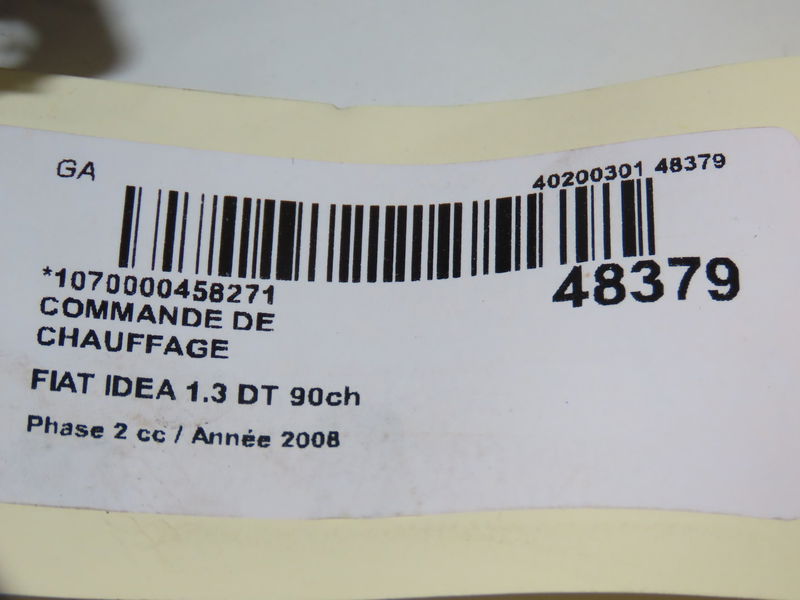 GA
40200301 48379
*1070000458271
48379
COMMANDE DE
CHAUFFAGE
FIAT IDEA 1.3 DT 90ch
Phase 2 cc / Année 2008